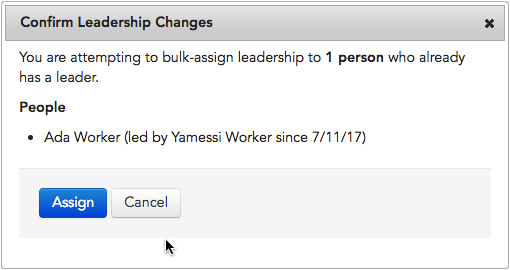 Confirm Leadership Changes
You are attempting to bulk-assign leadership to 1 person who already
has a leader.
People
• Ada Worker (led by Yamessi Worker since 7/11/17)
Assign Cancel